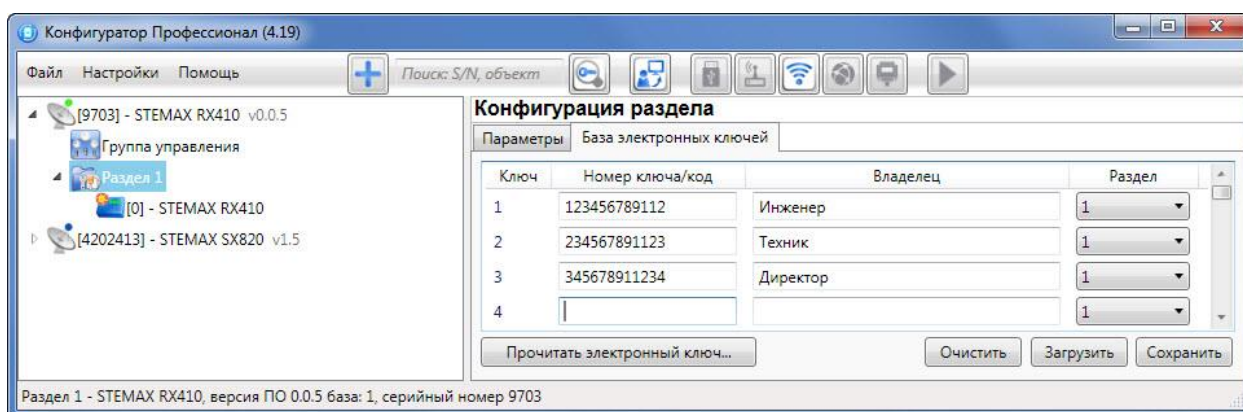 Конфигуратор Профессионал (4.19)
Файл Настройки Помощь Поиск: S/N, объект
[9703] - STEMAX RX410 v0.0.5
Группа управления
Раздел 1
[0] - STEMAX RX410
[4202413] - STEMAX SX820 v1.5
Конфигурация раздела
Параметры База электронных ключей
Ключ Номер ключа/код Владелец Раздел
1 123456789112 Инженер 1
2 234567891123 Техник 1
3 345678911234 Директор 1
4 1
Прочитать электронный ключ... Очистить Загрузить Сохранить
Раздел 1 - STEMAX RX410, версия ПО 0.0.5 база: 1, серийный номер 9703